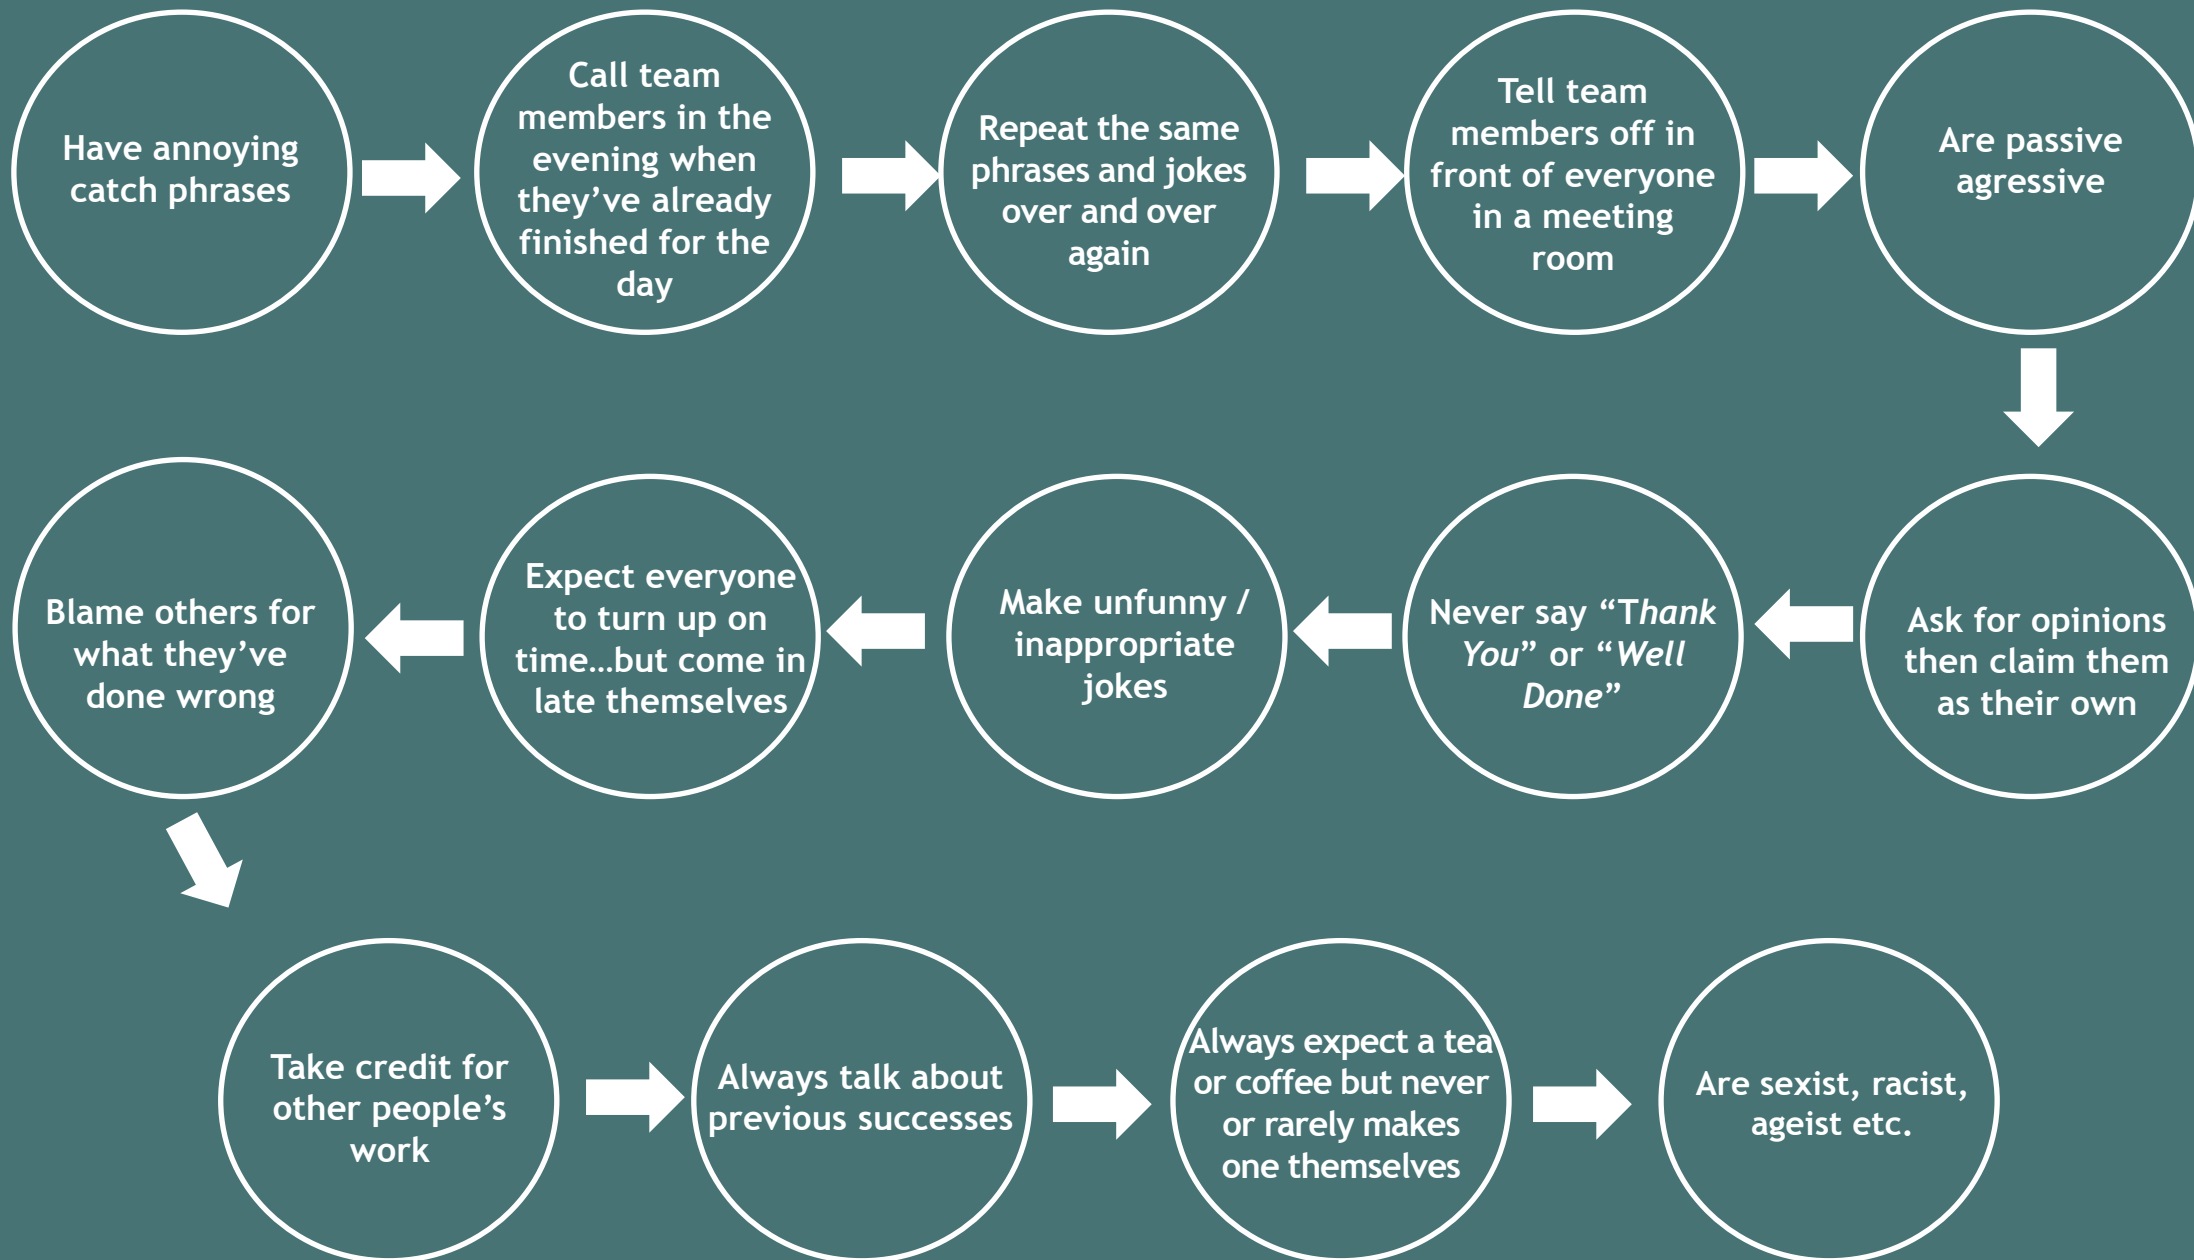 Have annoying
catch phrases
Call team
members in the
evening when
they’ve already
finished for the
day
Repeat the same
phrases and jokes
over and over
again
Tell team
members off in
front of everyone
in a meeting
room
Are passive
agressive
Ask for opinions
then claim them
as their own
Never say “Thank
You” or “Well
Done”
Make unfunny /
inappropriate
jokes
Expect everyone
to turn up on
time…but come in
late themselves
Blame others for
what they’ve
done wrong
Take credit for
other people’s
work
Always talk about
previous successes
Always expect a tea
or coffee but never
or rarely makes
one themselves
Are sexist, racist,
ageist etc.